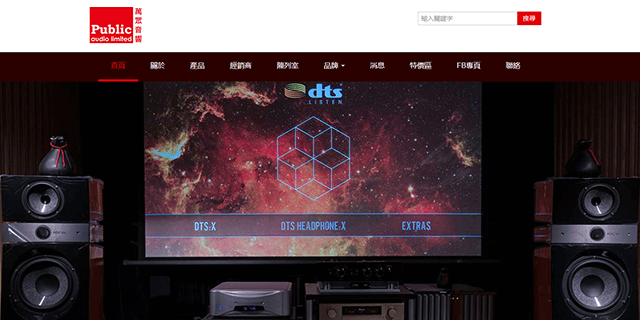 Public
audio limited
萬眾音響
輸入關鍵字
搜尋
首頁 關於 產品 經銷商 陳列室 品牌 消息 特價區 FB專頁 聯絡
dts
LISTEN
DTS:X DTS HEADPHONE:X EXTRAS